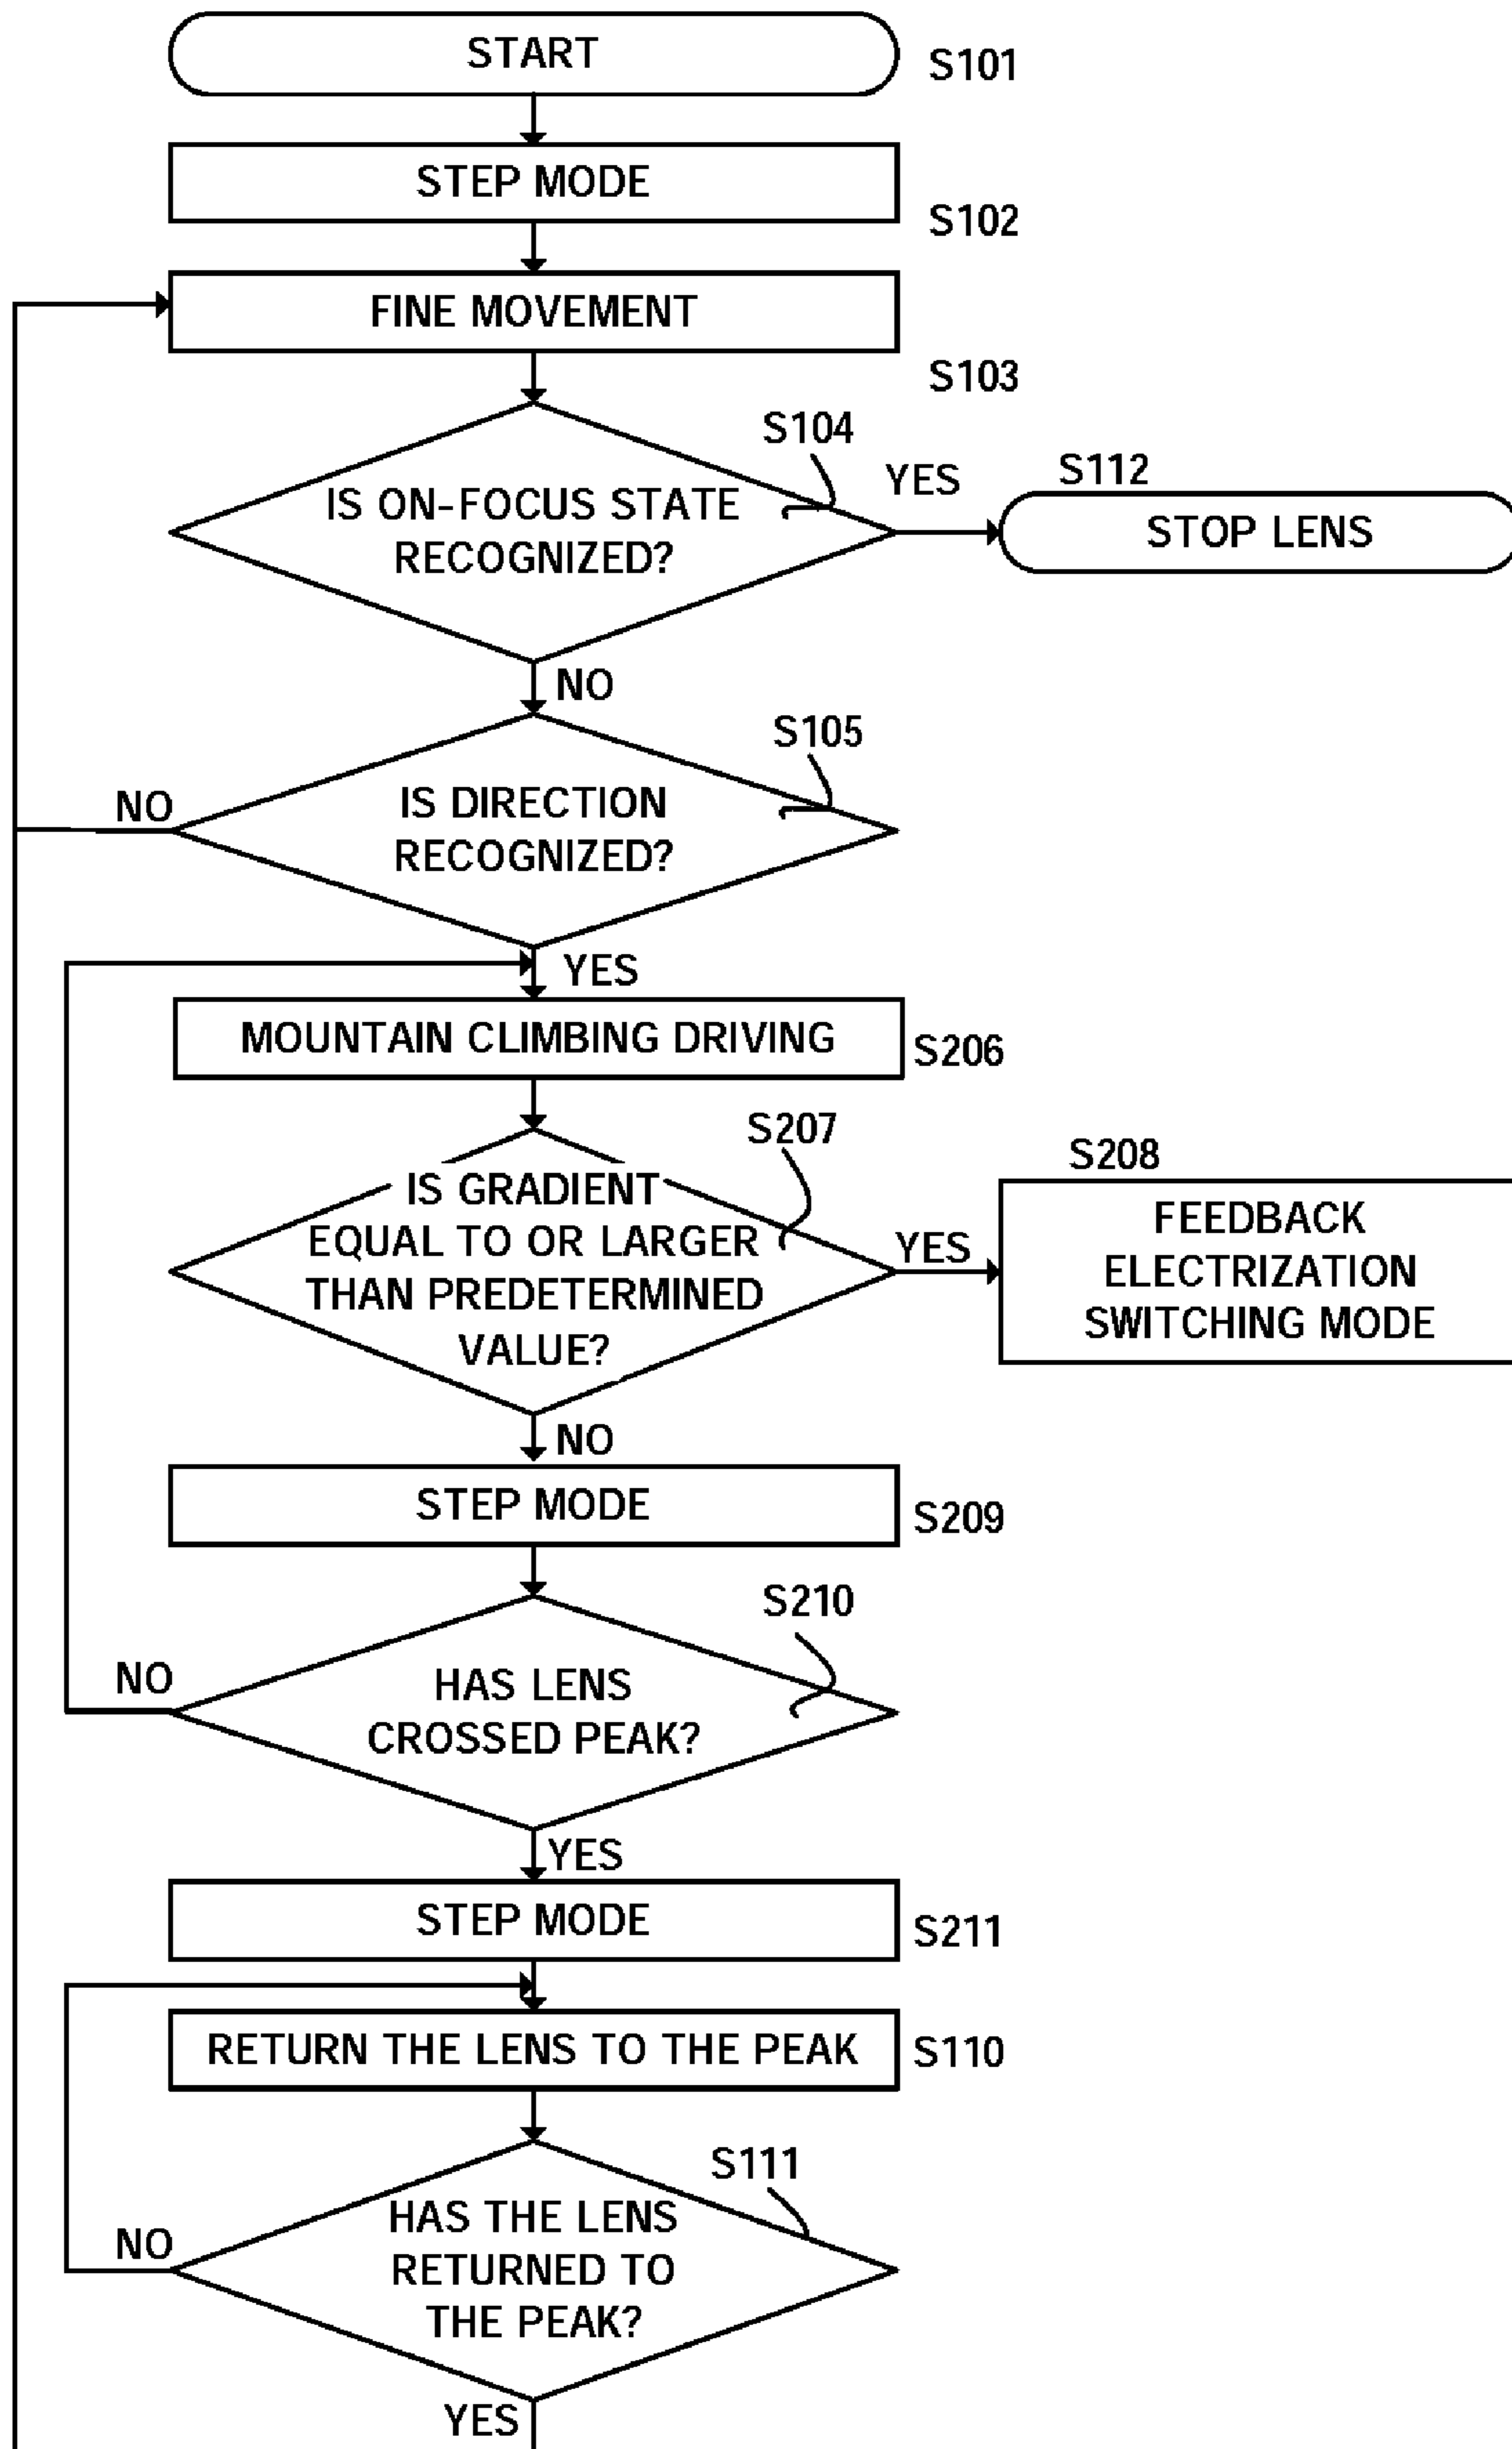 START
S101
STEP MODE
S102
FINE MOVEMENT
S103
S104
IS ON-FOCUS STATE
RECOGNIZED?
YES
S112
STOP LENS
NO
S105
IS DIRECTION
RECOGNIZED?
NO
YES
MOUNTAIN CLIMBING DRIVING
S206
S207
IS GRADIENT
EQUAL TO OR LARGER
THAN PREDETERMINED
VALUE?
YES
S208
FEEDBACK
ELECTRIZATION
SWITCHING MODE
NO
STEP MODE
S209
S210
HAS LENS
CROSSED PEAK?
NO
YES
STEP MODE
S211
RETURN THE LENS TO THE PEAK
S110
S111
HAS THE LENS
RETURNED TO
THE PEAK?
NO
YES